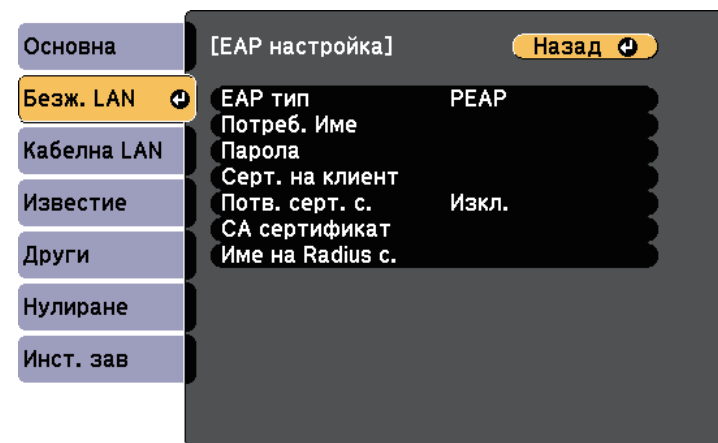 Основна
Безж. LAN
Кабелна LAN
Известие
Други
Нулиране
Инст. зав
[EAP настройка]
Назад
EAP тип PEAP
Потреб. Име
Парола
Серт. на клиент
Потв. серт. с. Изкл.
CA сертификат
Име на Radius с.